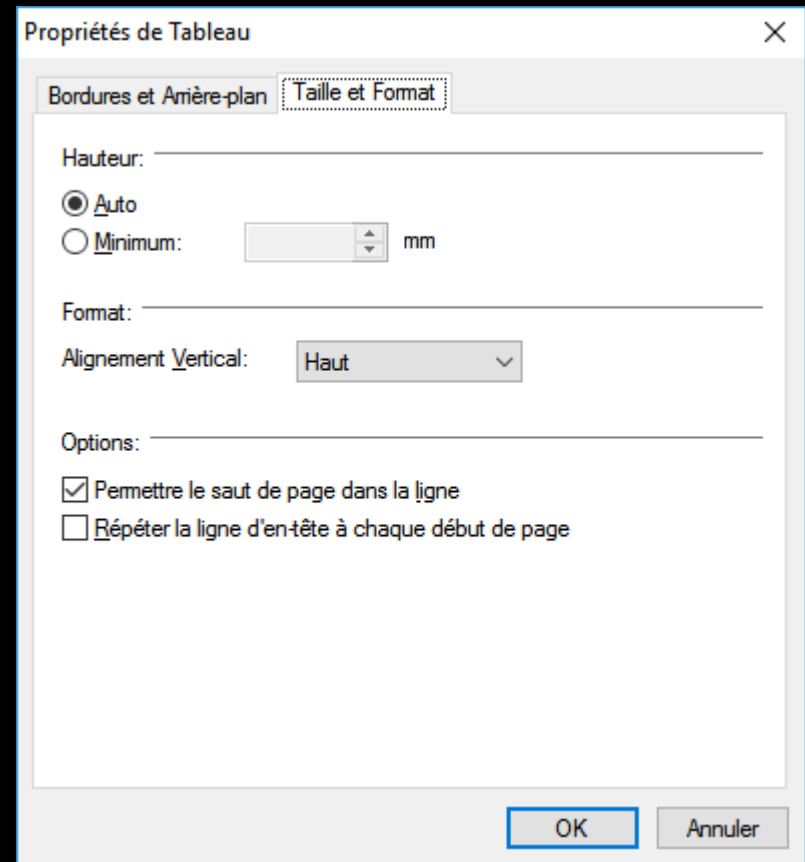 Propriétés de Tableau
Bordures et Arrière-plan
Taille et Format
Hauteur:
Auto
Minimum:
mm
Format:
Alignement Vertical:
Haut
Options:
Permettre le saut de page dans la ligne
Répéter la ligne d'en-tête à chaque début de page
OK
Annuler